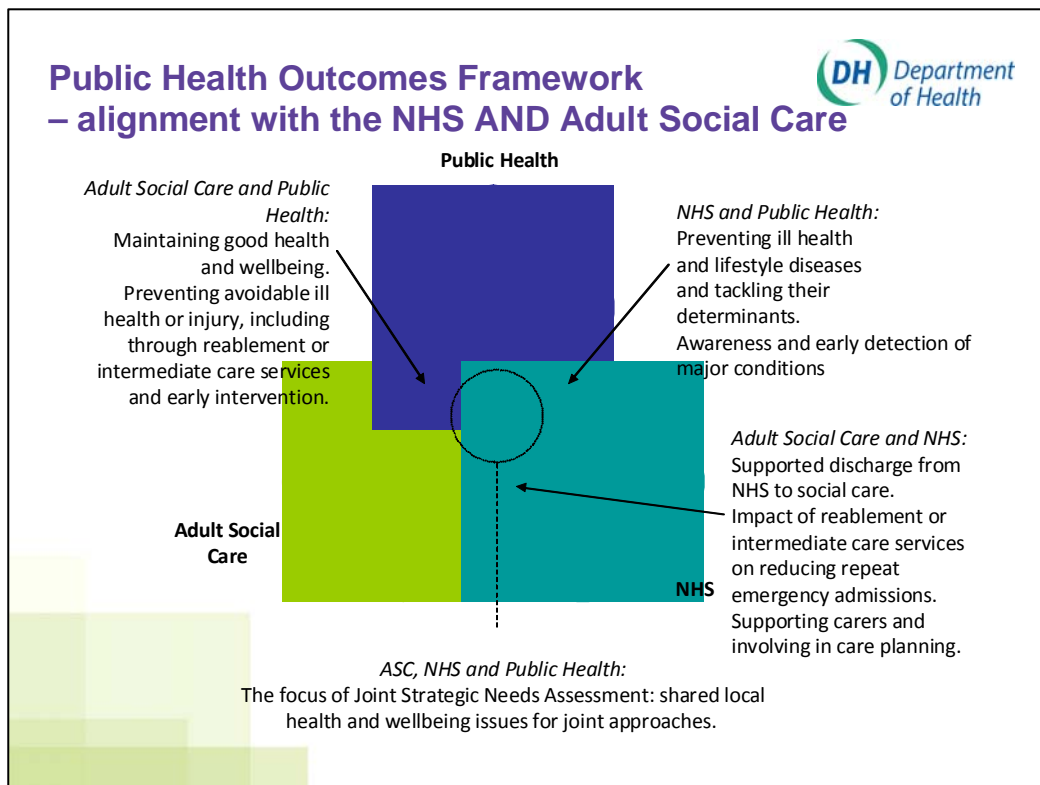 Public Health Outcomes Framework
– alignment with the NHS AND Adult Social Care
DH Department
of Health
Public Health
Adult Social Care and Public
Health:
Maintaining good health
and wellbeing.
Preventing avoidable ill
health or injury, including
through reablement or
intermediate care services
and early intervention.
NHS and Public Health:
Preventing ill health
and lifestyle diseases
and tackling their
determinants.
Awareness and early detection of
major conditions
Adult Social Care and NHS:
Supported discharge from
NHS to social care.
Impact of reablement or
intermediate care services
on reducing repeat
emergency admissions.
Supporting carers and
involving in care planning.
Adult Social
Care
NHS
ASC, NHS and Public Health:
The focus of Joint Strategic Needs Assessment: shared local
health and wellbeing issues for joint approaches.